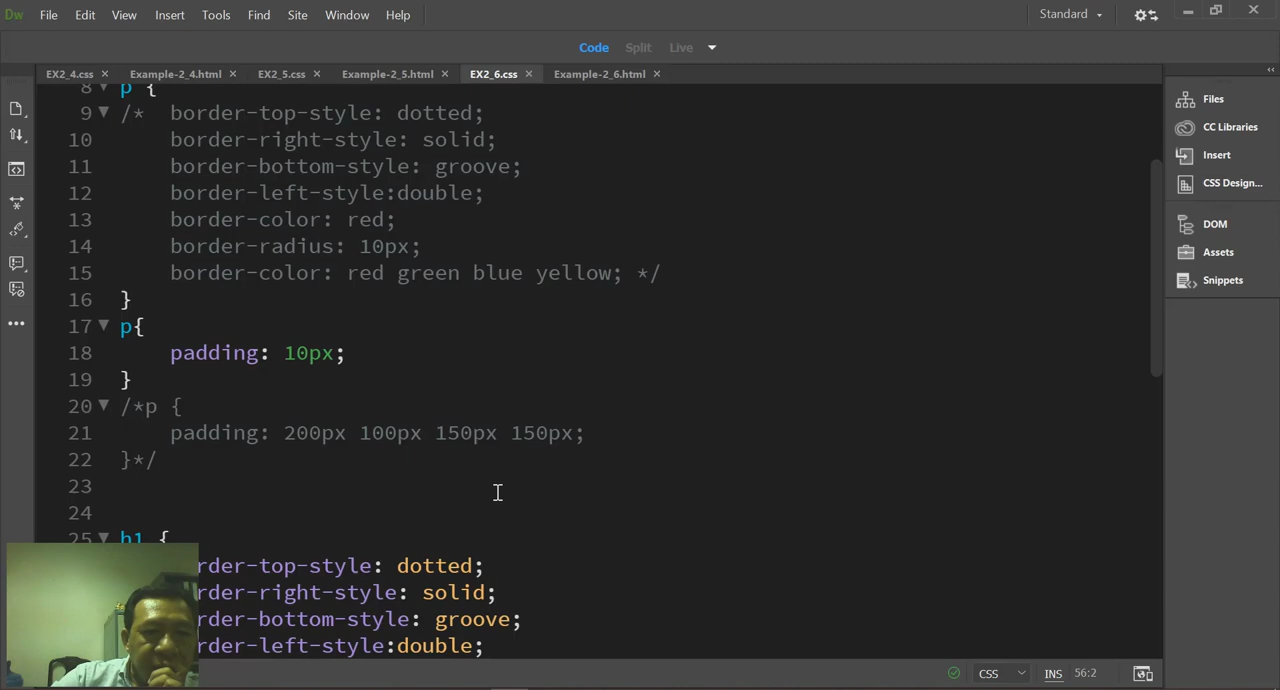 Dw File Edit View Insert Tools Find Site Window Help Standard
Code Split Live
EX2_4.css × Example-2_4.html × EX2_5.css × Example-2_5.html × EX2_6.css × Example-2_6.html ×
8 p {
9 /* border-top-style: dotted;
10 border-right-style: solid;
11 border-bottom-style: groove;
12 border-left-style:double;
13 border-color: red;
14 border-radius: 10px;
15 border-color: red green blue yellow; */
16 }
17 p{
18 padding: 10px;
19 }
20 /*p {
21 padding: 200px 100px 150px 150px;
22 }*/
23
24
25 h1 {
rder-top-style: dotted;
rder-right-style: solid;
rder-bottom-style: groove;
rder-left-style:double;
CSS INS 56:2
Files
CC Libraries
Insert
CSS Design...
DOM
Assets
Snippets